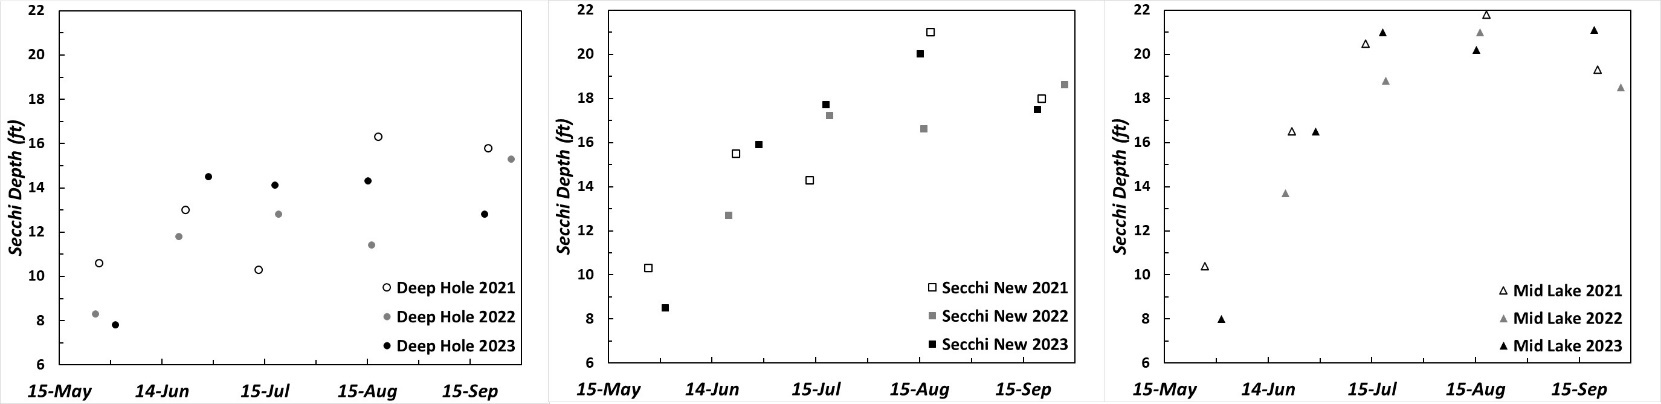 Secchi Depth (ft)
22
20
18
16
14
12
10
8
6
15-May 14-Jun 15-Jul 15-Aug 15-Sep
Deep Hole 2021
Deep Hole 2022
Deep Hole 2023
Secchi Depth (ft)
22
20
18
16
14
12
10
8
6
15-May 14-Jun 15-Jul 15-Aug 15-Sep
Secchi New 2021
Secchi New 2022
Secchi New 2023
Secchi Depth (ft)
22
20
18
16
14
12
10
8
6
15-May 14-Jun 15-Jul 15-Aug 15-Sep
Mid Lake 2021
Mid Lake 2022
Mid Lake 2023